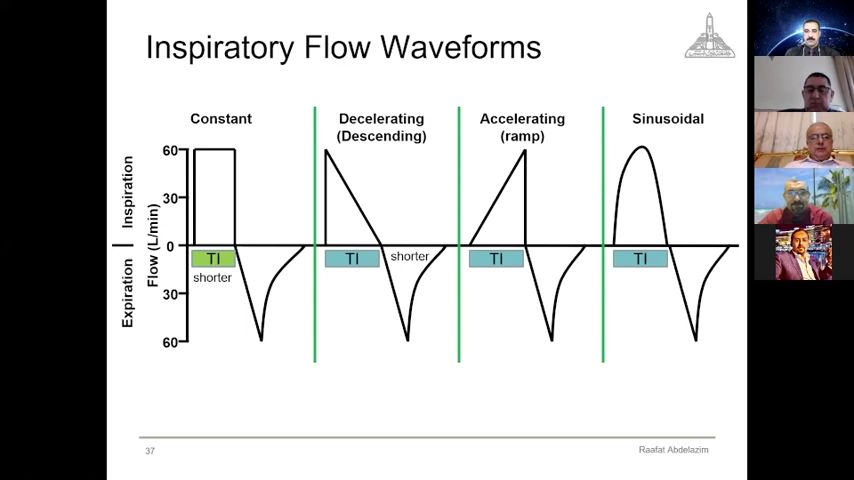 Inspiratory Flow Waveforms
Constant
Decelerating
(Descending)
Accelerating
(ramp)
Sinusoidal
Inspiration
Expiration
Flow (L/min)
60
30
0
30
60
TI
shorter
TI
shorter
TI
TI
37
Raafat Abdelazim